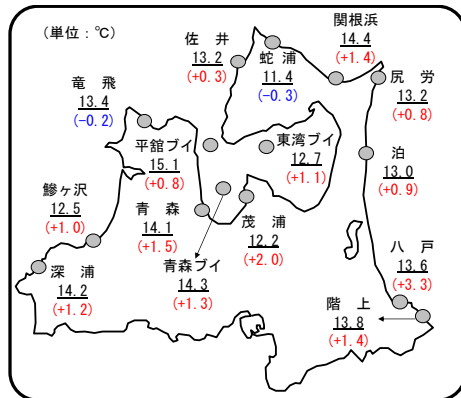 (単位：℃)
佐 井
13.2
(+0.3)
蛇 浦
11.4
(−0.3)
関根浜
14.4
(+1.4)
尻 労
13.2
(+0.8)
竜 飛
13.4
(−0.2)
平舘ブイ
15.1
(+0.8)
東湾ブイ
12.7
(+1.1)
泊
13.0
(+0.9)
鰺ヶ沢
12.5
(+1.0)
青 森
14.1
(+1.5)
茂 浦
12.2
(+2.0)
八 戸
13.6
(+3.3)
深 浦
14.2
(+1.2)
青森ブイ
14.3
(+1.3)
階 上
13.8
(+1.4)